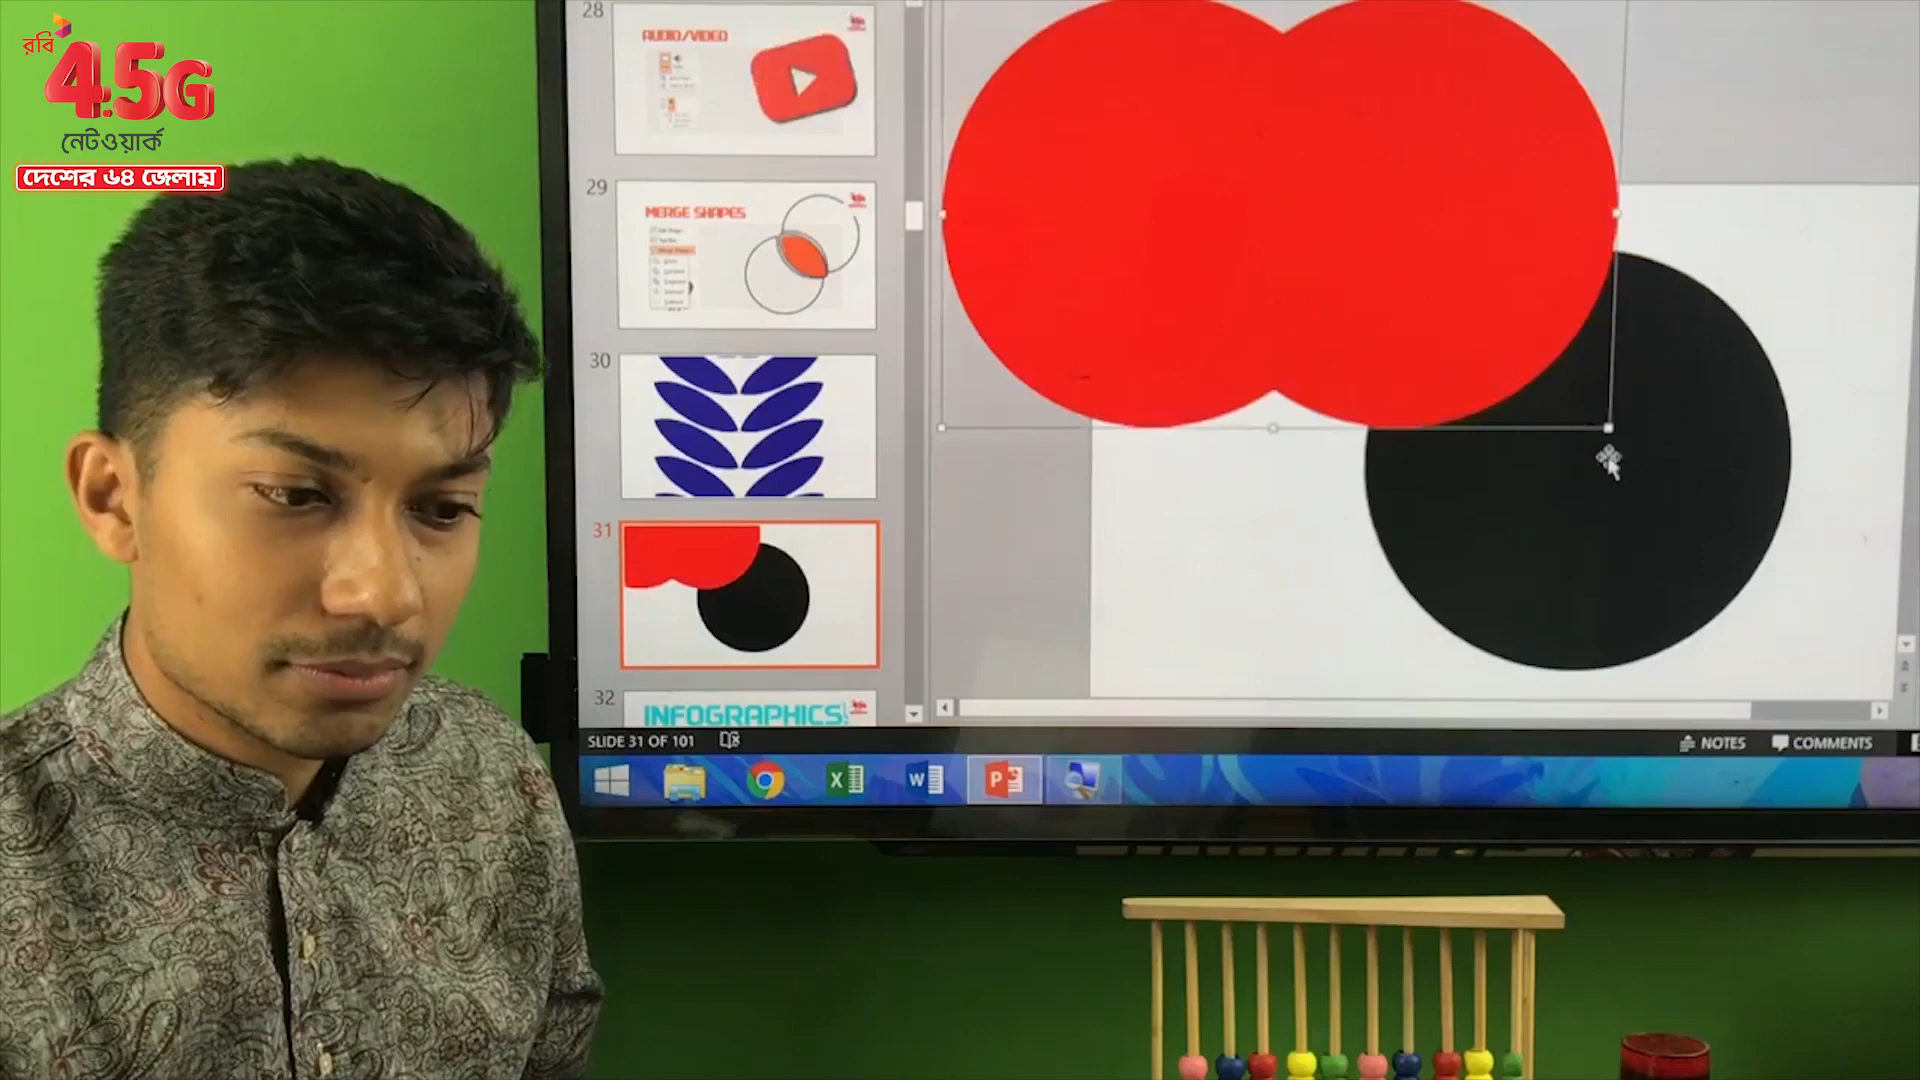 রবি
4.5G
নেটওয়ার্ক
দেশের ৬৪ জেলায়
28
AUDIO/VIDEO
29
MERGE SHAPES
30
31
32
INFOGRAPHICS!
SLIDE 31 OF 101
NOTES
COMMENTS